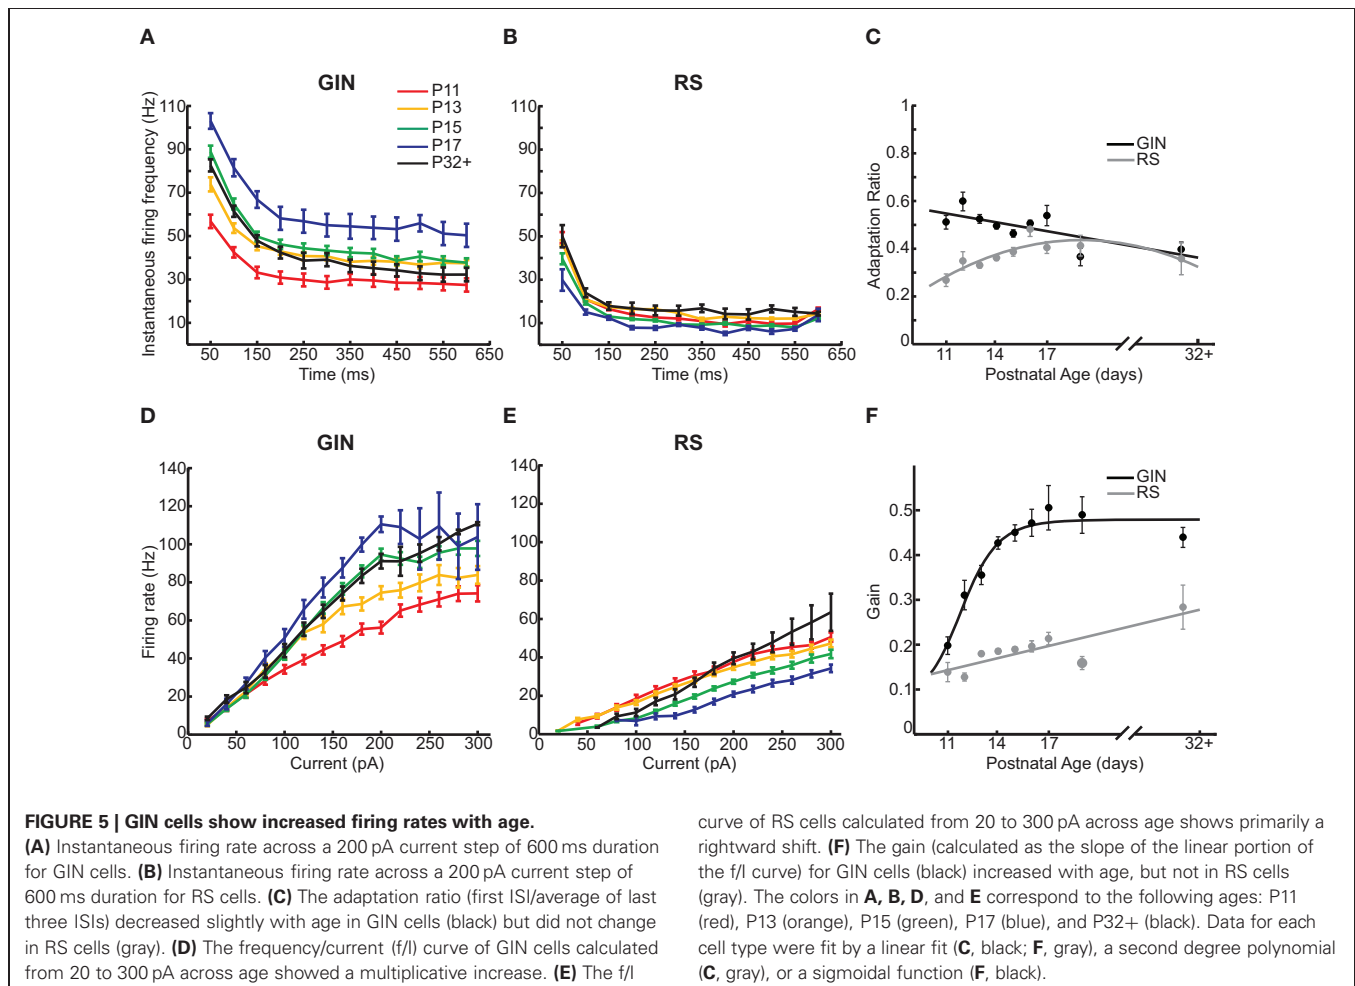 A
B
C
GIN
RS
P11
P13
P15
P17
P32+
Instantaneous firing frequency (Hz)
110
90
70
50
30
10
50 150 250 350 450 550 650
Time (ms)
110
90
70
50
30
10
50 150 250 350 450 550 650
Time (ms)
Adaptation Ratio
1
0.8
0.6
0.4
0.2
0
GIN
RS
11 14 17 32+
Postnatal Age (days)
D
E
F
GIN
RS
Firing rate (Hz)
140
120
100
80
60
40
20
0
0 50 100 150 200 250 300
Current (pA)
140
120
100
80
60
40
20
0
0 50 100 150 200 250 300
Current (pA)
Gain
0.5
0.4
0.3
0.2
0.1
0
GIN
RS
11 14 17 32+
Postnatal Age (days)
FIGURE 5 | GIN cells show increased firing rates with age.
(A) Instantaneous firing rate across a 200 pA current step of 600 ms duration
for GIN cells. (B) Instantaneous firing rate across a 200 pA current step of
600 ms duration for RS cells. (C) The adaptation ratio (first ISI/average of last
three ISIs) decreased slightly with age in GIN cells (black) but did not change
in RS cells (gray). (D) The frequency/current (f/I) curve of GIN cells calculated
from 20 to 300 pA across age showed a multiplicative increase. (E) The f/I
curve of RS cells calculated from 20 to 300 pA across age shows primarily a
rightward shift. (F) The gain (calculated as the slope of the linear portion of
the f/I curve) for GIN cells (black) increased with age, but not in RS cells
(gray). The colors in A, B, D, and E correspond to the following ages: P11
(red), P13 (orange), P15 (green), P17 (blue), and P32+ (black). Data for each
cell type were fit by a linear fit (C, black; F, gray), a second degree polynomial
(C, gray), or a sigmoidal function (F, black).